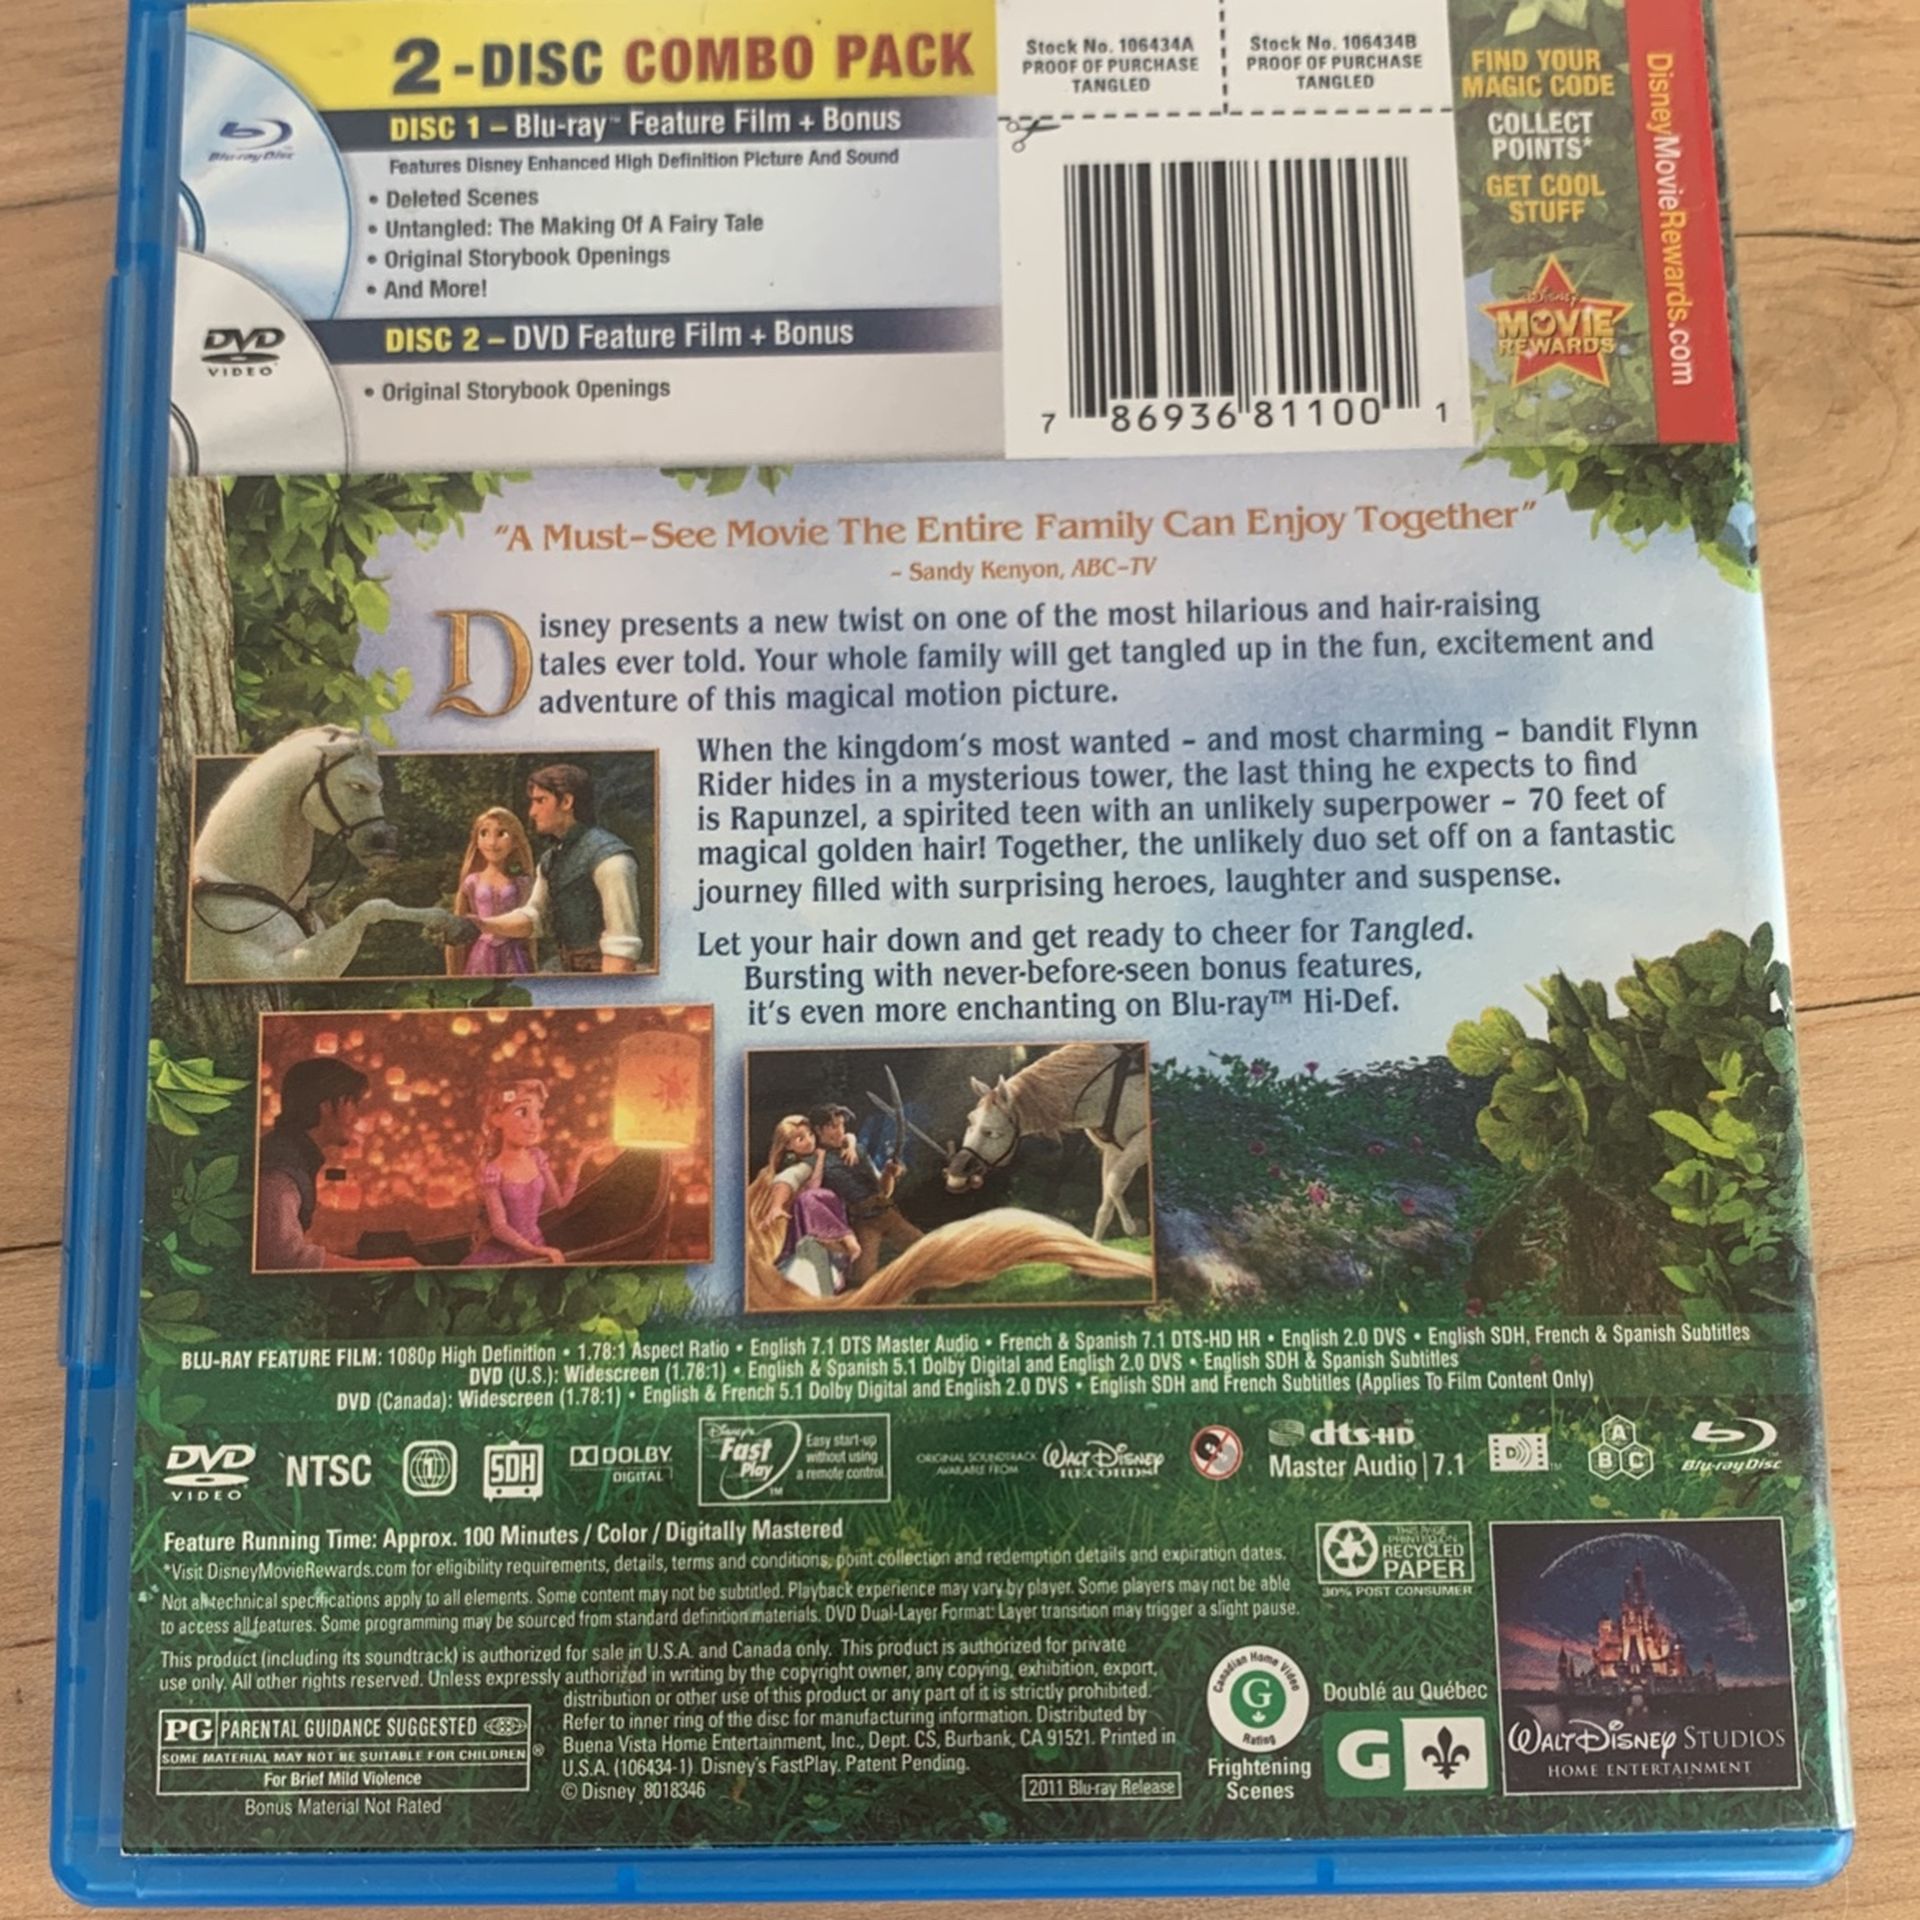 2-DISC COMBO PACK
DISC 1 – Blu-ray™ Feature Film + Bonus
Features Disney Enhanced High Definition Picture And Sound
• Deleted Scenes
• Untangled: The Making Of A Fairy Tale
• Original Storybook Openings
• And More!
Blu-ray Disc
DISC 2 – DVD Feature Film + Bonus
• Original Storybook Openings
DVD
VIDEO
Stock No. 106434A
PROOF OF PURCHASE
TANGLED
Stock No. 106434B
PROOF OF PURCHASE
TANGLED
7 86936 81100 1
FIND YOUR
MAGIC CODE
COLLECT
POINTS*
GET COOL
STUFF
Disney
MOVIE
REWARDS
DisneyMovieRewards.com
"A Must-See Movie The Entire Family Can Enjoy Together"
- Sandy Kenyon, ABC-TV
Disney presents a new twist on one of the most hilarious and hair-raising
tales ever told. Your whole family will get tangled up in the fun, excitement and
adventure of this magical motion picture.
When the kingdom's most wanted – and most charming – bandit Flynn
Rider hides in a mysterious tower, the last thing he expects to find
is Rapunzel, a spirited teen with an unlikely superpower – 70 feet of
magical golden hair! Together, the unlikely duo set off on a fantastic
journey filled with surprising heroes, laughter and suspense.
Let your hair down and get ready to cheer for Tangled.
Bursting with never-before-seen bonus features,
it's even more enchanting on Blu-ray™ Hi-Def.
BLU-RAY FEATURE FILM: 1080p High Definition • 1.78:1 Aspect Ratio • English 7.1 DTS Master Audio • French & Spanish 7.1 DTS-HD HR • English 2.0 DVS • English SDH, French & Spanish Subtitles
DVD (U.S.): Widescreen (1.78:1) • English & Spanish 5.1 Dolby Digital and English 2.0 DVS • English SDH & Spanish Subtitles
DVD (Canada): Widescreen (1.78:1) • English & French 5.1 Dolby Digital and English 2.0 DVS • English SDH and French Subtitles (Applies To Film Content Only)
DVD
VIDEO
NTSC
1
SDH
DOLBY
DIGITAL
Disney's
Fast
Play
TM
Easy start-up
without using
a remote control.
ORIGINAL SOUNDTRACK
AVAILABLE FROM
WALT DISNEY
RECORDS
dts-HD
Master Audio | 7.1
D)))
A
B C
Blu-ray Disc
Feature Running Time: Approx. 100 Minutes / Color / Digitally Mastered
*Visit DisneyMovieRewards.com for eligibility requirements, details, terms and conditions, point collection and redemption details and expiration dates.
Not all technical specifications apply to all elements. Some content may not be subtitled. Playback experience may vary by player. Some players may not be able
to access all features. Some programming may be sourced from standard definition materials. DVD Dual-Layer Format: Layer transition may trigger a slight pause.
This product (including its soundtrack) is authorized for sale in U.S.A. and Canada only. This product is authorized for private
use only. All other rights reserved. Unless expressly authorized in writing by the copyright owner, any copying, exhibition, export,
distribution or other use of this product or any part of it is strictly prohibited.
Refer to inner ring of the disc for manufacturing information. Distributed by
Buena Vista Home Entertainment, Inc., Dept. CS, Burbank, CA 91521. Printed in
U.S.A. (106434-1) Disney's FastPlay. Patent Pending.
© Disney 8018346
2011 Blu-ray Release
PG PARENTAL GUIDANCE SUGGESTED
SOME MATERIAL MAY NOT BE SUITABLE FOR CHILDREN ®
For Brief Mild Violence
Bonus Material Not Rated
PRINTED ON
RECYCLED
PAPER
30% POST CONSUMER
Canadian Home Video
G
Rating
Frightening
Scenes
Doublé au Québec
G
WALT DISNEY STUDIOS
HOME ENTERTAINMENT